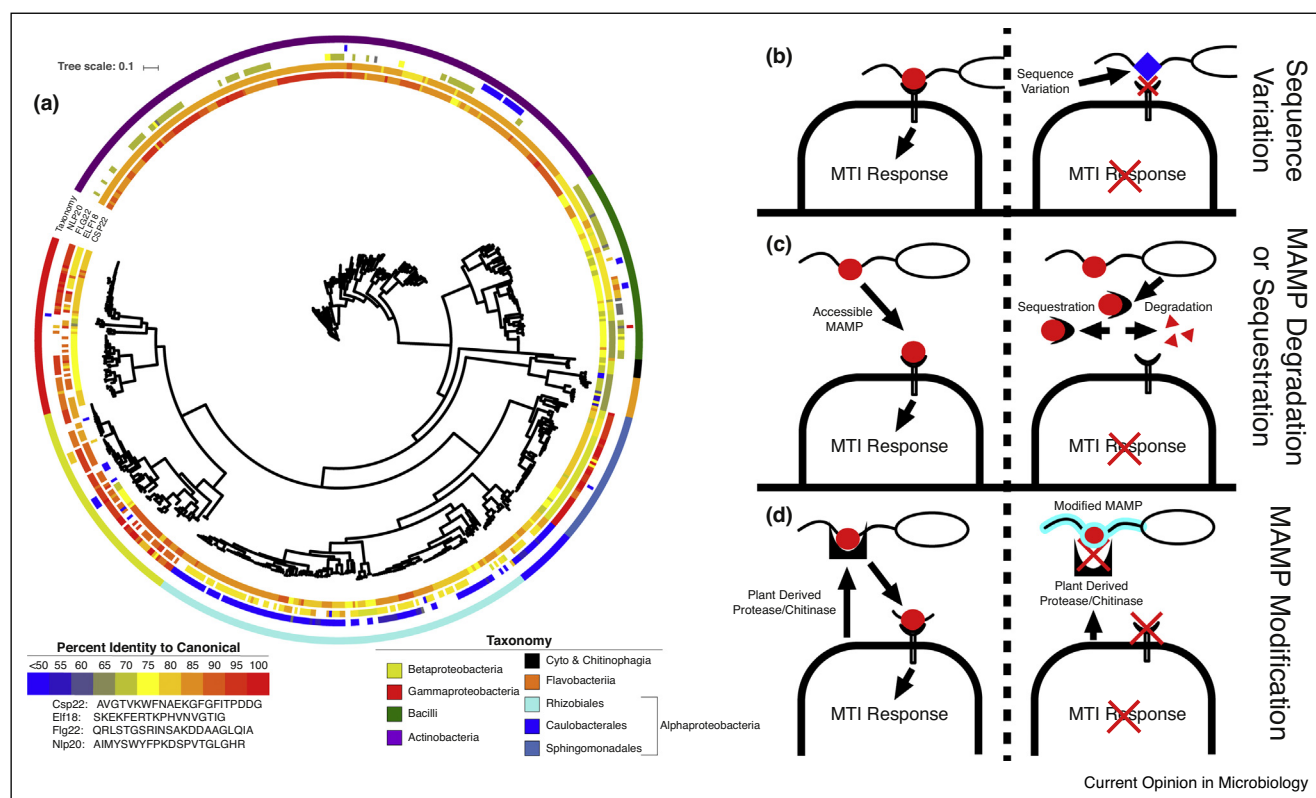 Tree scale: 0.1
(a)
Taxonomy
NLP20
FLG22
ELF18
CSP22
Percent Identity to Canonical
<50 55 60 65 70 75 80 85 90 95 100
Csp22: AVGTVKWFNAEKGFGFITPDDG
Elf18: SKEKFERTKPHVNVGTIG
Flg22: QRLSTGSRINSAKDDAAGLQIA
Nlp20: AIMYSWYFPKDSPVTGLGHR
Taxonomy
Betaproteobacteria
Gammaproteobacteria
Bacilli
Actinobacteria
Cyto & Chitinophagia
Flavobacteriia
Rhizobiales
Caulobacterales
Sphingomonadales
Alphaproteobacteria
(b)
Sequence
Variation
MTI Response
MTI Response
Sequence
Variation
(c)
Accessible
MAMP
MTI Response
Sequestration
Degradation
MTI Response
MAMP Degradation
or Sequestration
(d)
Plant Derived
Protease/Chitinase
MTI Response
Modified MAMP
Plant Derived
Protease/Chitinase
MTI Response
MAMP Modification
Current Opinion in Microbiology